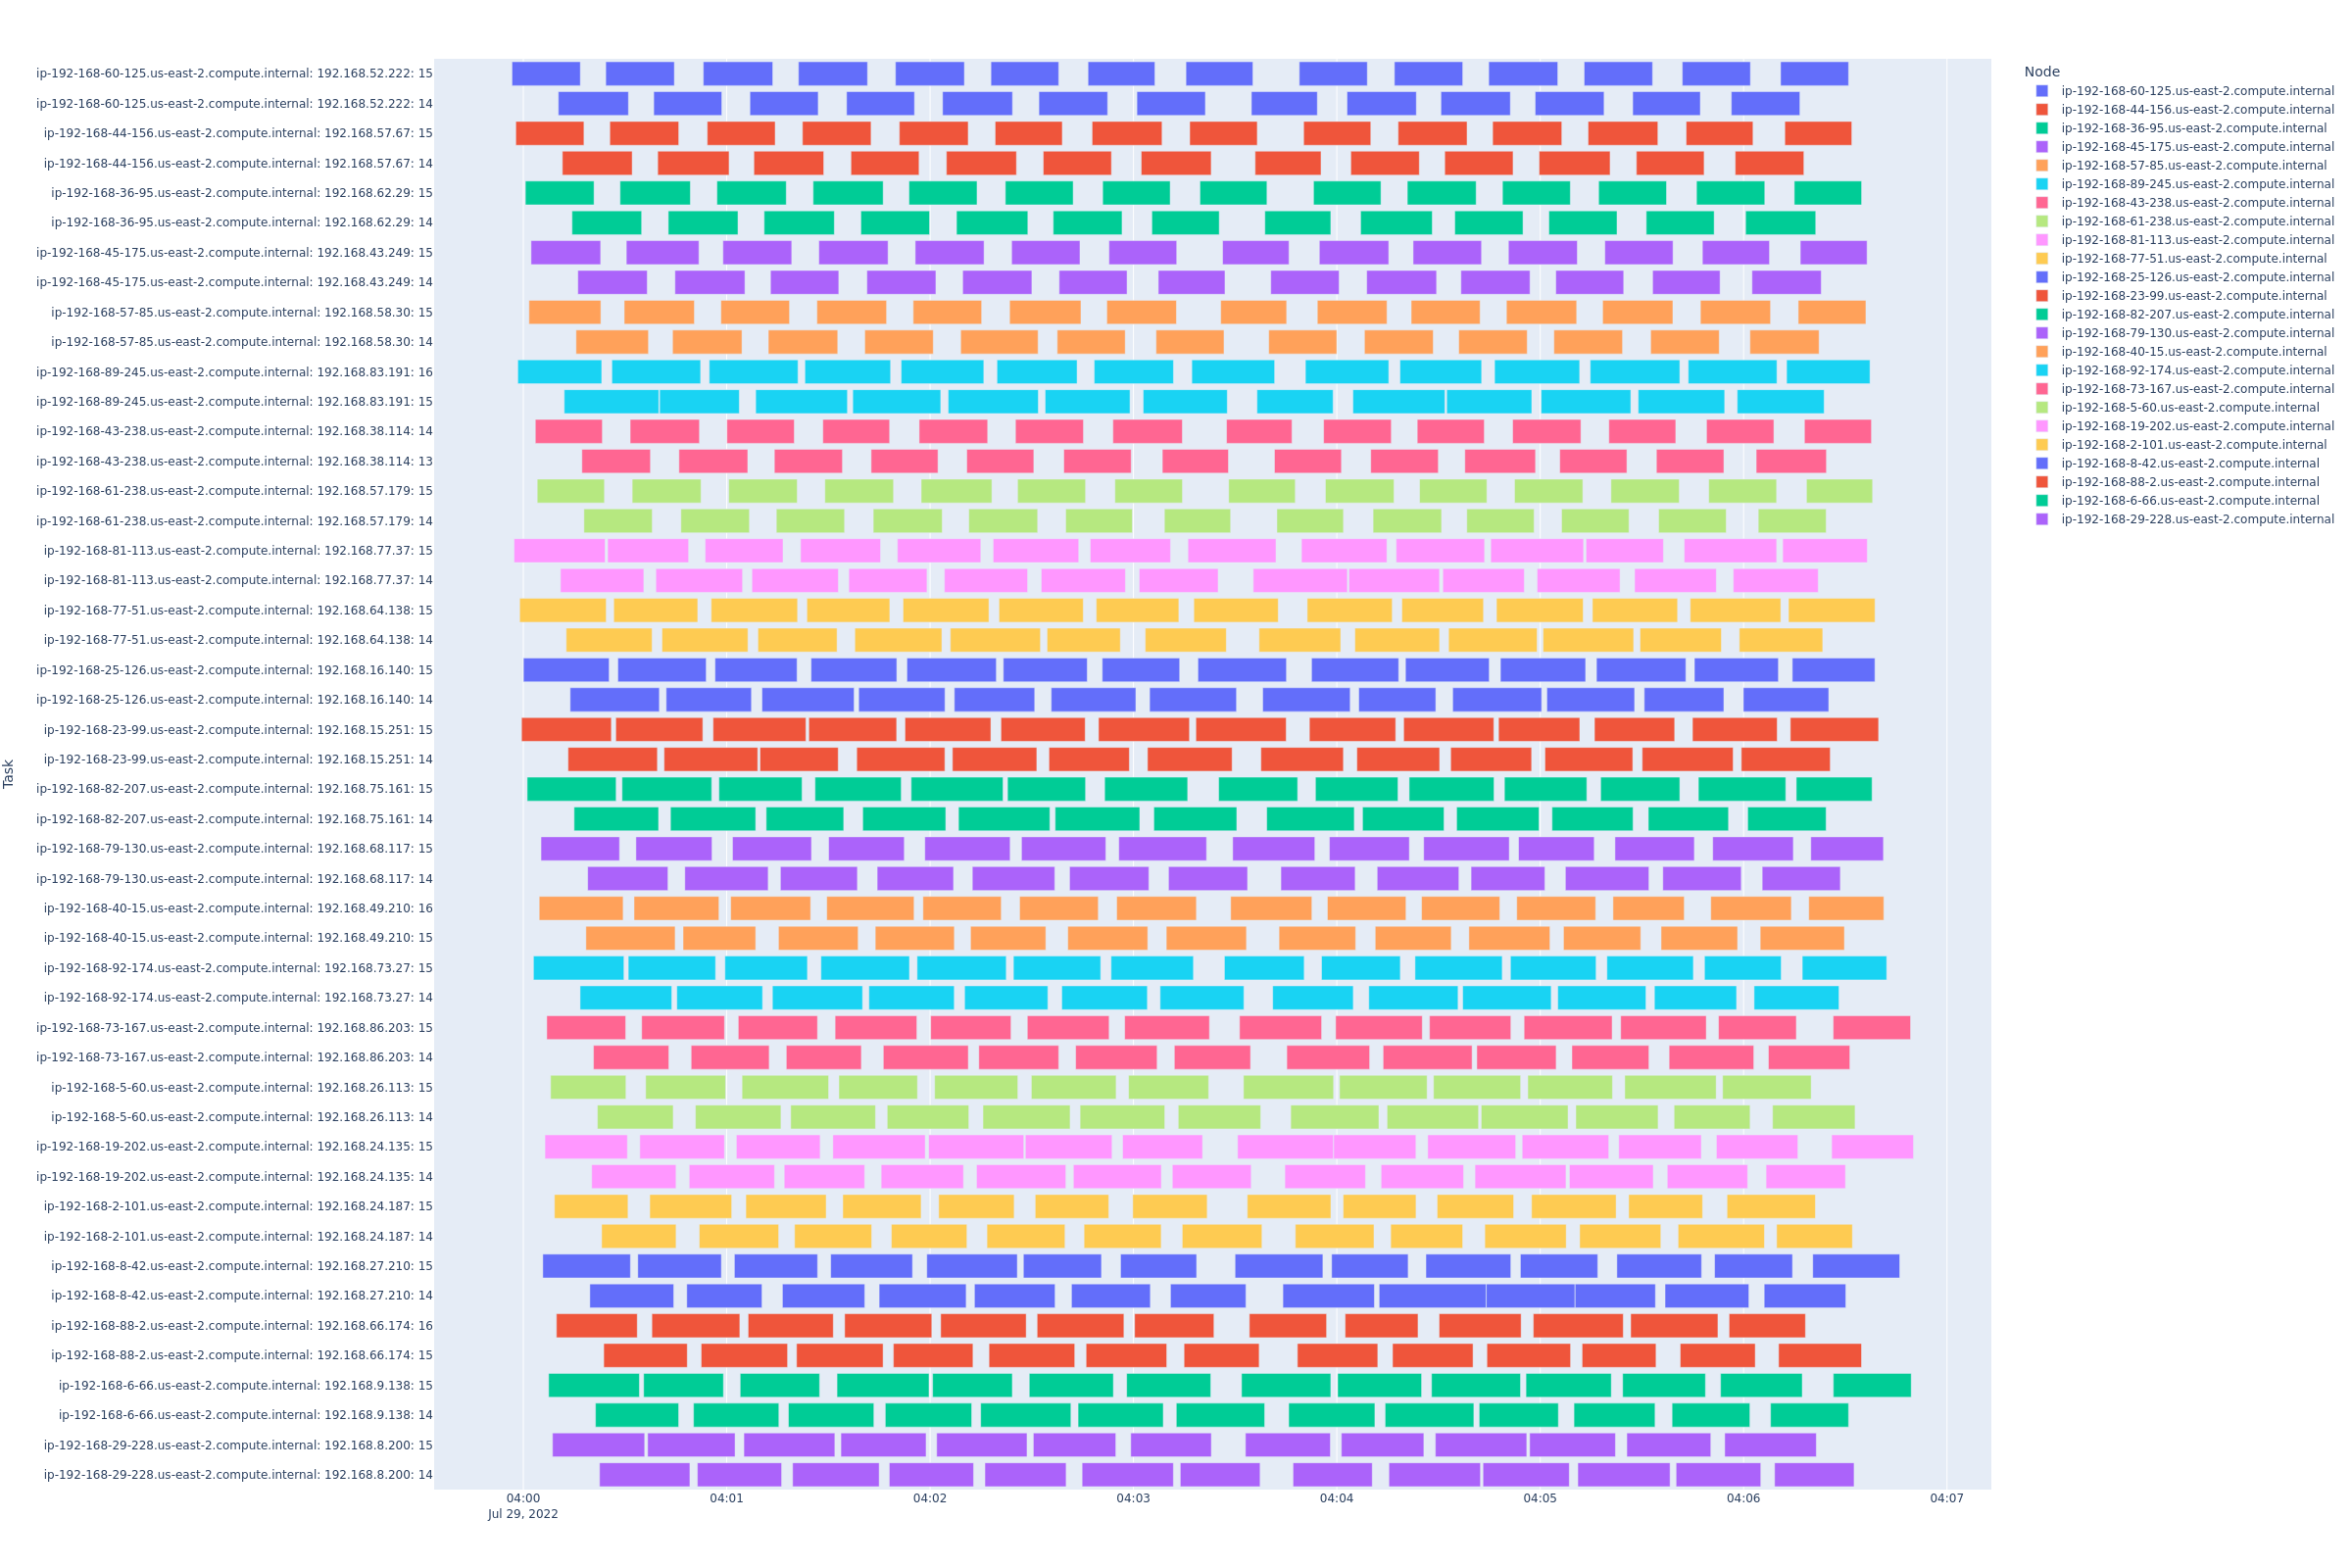 ip-192-168-60-125.us-east-2.compute.internal: 192.168.52.222: 15
ip-192-168-60-125.us-east-2.compute.internal: 192.168.52.222: 14
ip-192-168-44-156.us-east-2.compute.internal: 192.168.57.67: 15
ip-192-168-44-156.us-east-2.compute.internal: 192.168.57.67: 14
ip-192-168-36-95.us-east-2.compute.internal: 192.168.62.29: 15
ip-192-168-36-95.us-east-2.compute.internal: 192.168.62.29: 14
ip-192-168-45-175.us-east-2.compute.internal: 192.168.43.249: 15
ip-192-168-45-175.us-east-2.compute.internal: 192.168.43.249: 14
ip-192-168-57-85.us-east-2.compute.internal: 192.168.58.30: 15
ip-192-168-57-85.us-east-2.compute.internal: 192.168.58.30: 14
ip-192-168-89-245.us-east-2.compute.internal: 192.168.83.191: 16
ip-192-168-89-245.us-east-2.compute.internal: 192.168.83.191: 15
ip-192-168-43-238.us-east-2.compute.internal: 192.168.38.114: 14
ip-192-168-43-238.us-east-2.compute.internal: 192.168.38.114: 13
ip-192-168-61-238.us-east-2.compute.internal: 192.168.57.179: 15
ip-192-168-61-238.us-east-2.compute.internal: 192.168.57.179: 14
ip-192-168-81-113.us-east-2.compute.internal: 192.168.77.37: 15
ip-192-168-81-113.us-east-2.compute.internal: 192.168.77.37: 14
ip-192-168-77-51.us-east-2.compute.internal: 192.168.64.138: 15
ip-192-168-77-51.us-east-2.compute.internal: 192.168.64.138: 14
ip-192-168-25-126.us-east-2.compute.internal: 192.168.16.140: 15
ip-192-168-25-126.us-east-2.compute.internal: 192.168.16.140: 14
ip-192-168-23-99.us-east-2.compute.internal: 192.168.15.251: 15
ip-192-168-23-99.us-east-2.compute.internal: 192.168.15.251: 14
ip-192-168-82-207.us-east-2.compute.internal: 192.168.75.161: 15
ip-192-168-82-207.us-east-2.compute.internal: 192.168.75.161: 14
ip-192-168-79-130.us-east-2.compute.internal: 192.168.68.117: 15
ip-192-168-79-130.us-east-2.compute.internal: 192.168.68.117: 14
ip-192-168-40-15.us-east-2.compute.internal: 192.168.49.210: 16
ip-192-168-40-15.us-east-2.compute.internal: 192.168.49.210: 15
ip-192-168-92-174.us-east-2.compute.internal: 192.168.73.27: 15
ip-192-168-92-174.us-east-2.compute.internal: 192.168.73.27: 14
ip-192-168-73-167.us-east-2.compute.internal: 192.168.86.203: 15
ip-192-168-73-167.us-east-2.compute.internal: 192.168.86.203: 14
ip-192-168-5-60.us-east-2.compute.internal: 192.168.26.113: 15
ip-192-168-5-60.us-east-2.compute.internal: 192.168.26.113: 14
ip-192-168-19-202.us-east-2.compute.internal: 192.168.24.135: 15
ip-192-168-19-202.us-east-2.compute.internal: 192.168.24.135: 14
ip-192-168-2-101.us-east-2.compute.internal: 192.168.24.187: 15
ip-192-168-2-101.us-east-2.compute.internal: 192.168.24.187: 14
ip-192-168-8-42.us-east-2.compute.internal: 192.168.27.210: 15
ip-192-168-8-42.us-east-2.compute.internal: 192.168.27.210: 14
ip-192-168-88-2.us-east-2.compute.internal: 192.168.66.174: 16
ip-192-168-88-2.us-east-2.compute.internal: 192.168.66.174: 15
ip-192-168-6-66.us-east-2.compute.internal: 192.168.9.138: 15
ip-192-168-6-66.us-east-2.compute.internal: 192.168.9.138: 14
ip-192-168-29-228.us-east-2.compute.internal: 192.168.8.200: 15
ip-192-168-29-228.us-east-2.compute.internal: 192.168.8.200: 14
Task
04:00 04:01 04:02 04:03 04:04 04:05 04:06 04:07
Jul 29, 2022
Node
ip-192-168-60-125.us-east-2.compute.internal
ip-192-168-44-156.us-east-2.compute.internal
ip-192-168-36-95.us-east-2.compute.internal
ip-192-168-45-175.us-east-2.compute.internal
ip-192-168-57-85.us-east-2.compute.internal
ip-192-168-89-245.us-east-2.compute.internal
ip-192-168-43-238.us-east-2.compute.internal
ip-192-168-61-238.us-east-2.compute.internal
ip-192-168-81-113.us-east-2.compute.internal
ip-192-168-77-51.us-east-2.compute.internal
ip-192-168-25-126.us-east-2.compute.internal
ip-192-168-23-99.us-east-2.compute.internal
ip-192-168-82-207.us-east-2.compute.internal
ip-192-168-79-130.us-east-2.compute.internal
ip-192-168-40-15.us-east-2.compute.internal
ip-192-168-92-174.us-east-2.compute.internal
ip-192-168-73-167.us-east-2.compute.internal
ip-192-168-5-60.us-east-2.compute.internal
ip-192-168-19-202.us-east-2.compute.internal
ip-192-168-2-101.us-east-2.compute.internal
ip-192-168-8-42.us-east-2.compute.internal
ip-192-168-88-2.us-east-2.compute.internal
ip-192-168-6-66.us-east-2.compute.internal
ip-192-168-29-228.us-east-2.compute.internal